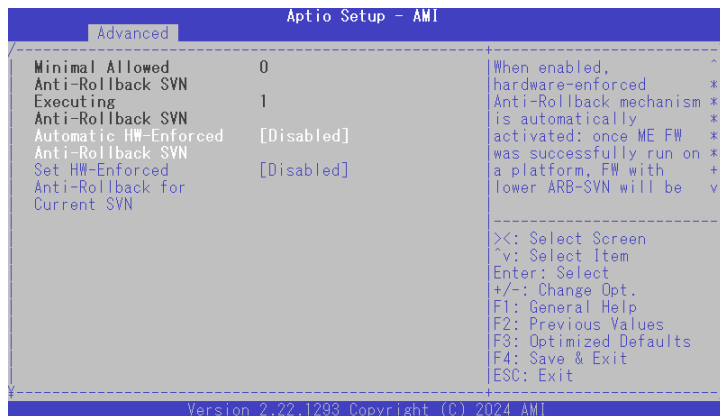 Aptio Setup - AMI
Advanced
Minimal Allowed 0
Anti-Rollback SVN
Executing 1
Anti-Rollback SVN
Automatic HW-Enforced [Disabled]
Anti-Rollback SVN
Set HW-Enforced [Disabled]
Anti-Rollback for
Current SVN
When enabled, ^
hardware-enforced *
Anti-Rollback mechanism *
is automatically *
activated: once ME FW *
was successfully run on *
a platform, FW with +
lower ARB-SVN will be v
><: Select Screen
^v: Select Item
Enter: Select
+/-: Change Opt.
F1: General Help
F2: Previous Values
F3: Optimized Defaults
F4: Save & Exit
ESC: Exit
Version 2.22.1293 Copyright (C) 2024 AMI